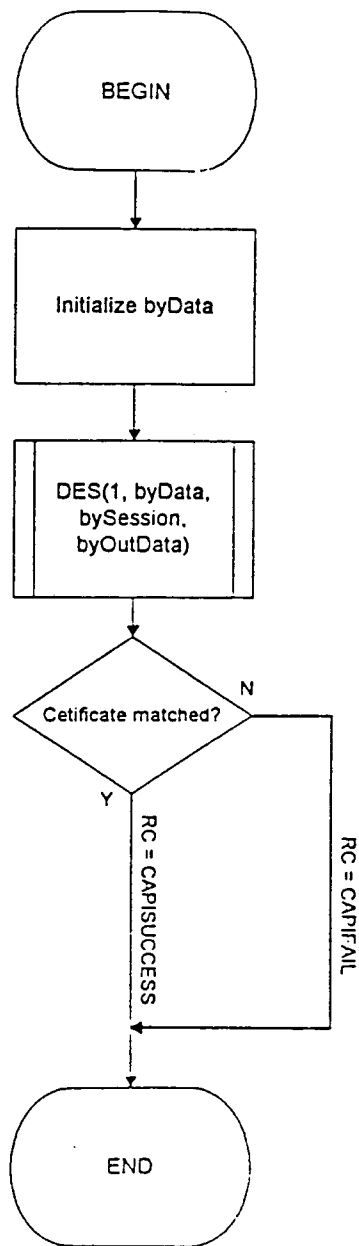 BEGIN
Initialize byData
DES(1, byData,
bySession,
byOutData)
Cetificate matched?
N
Y
RC = CAPISUCCESS
RC = CAPIFAIL
END